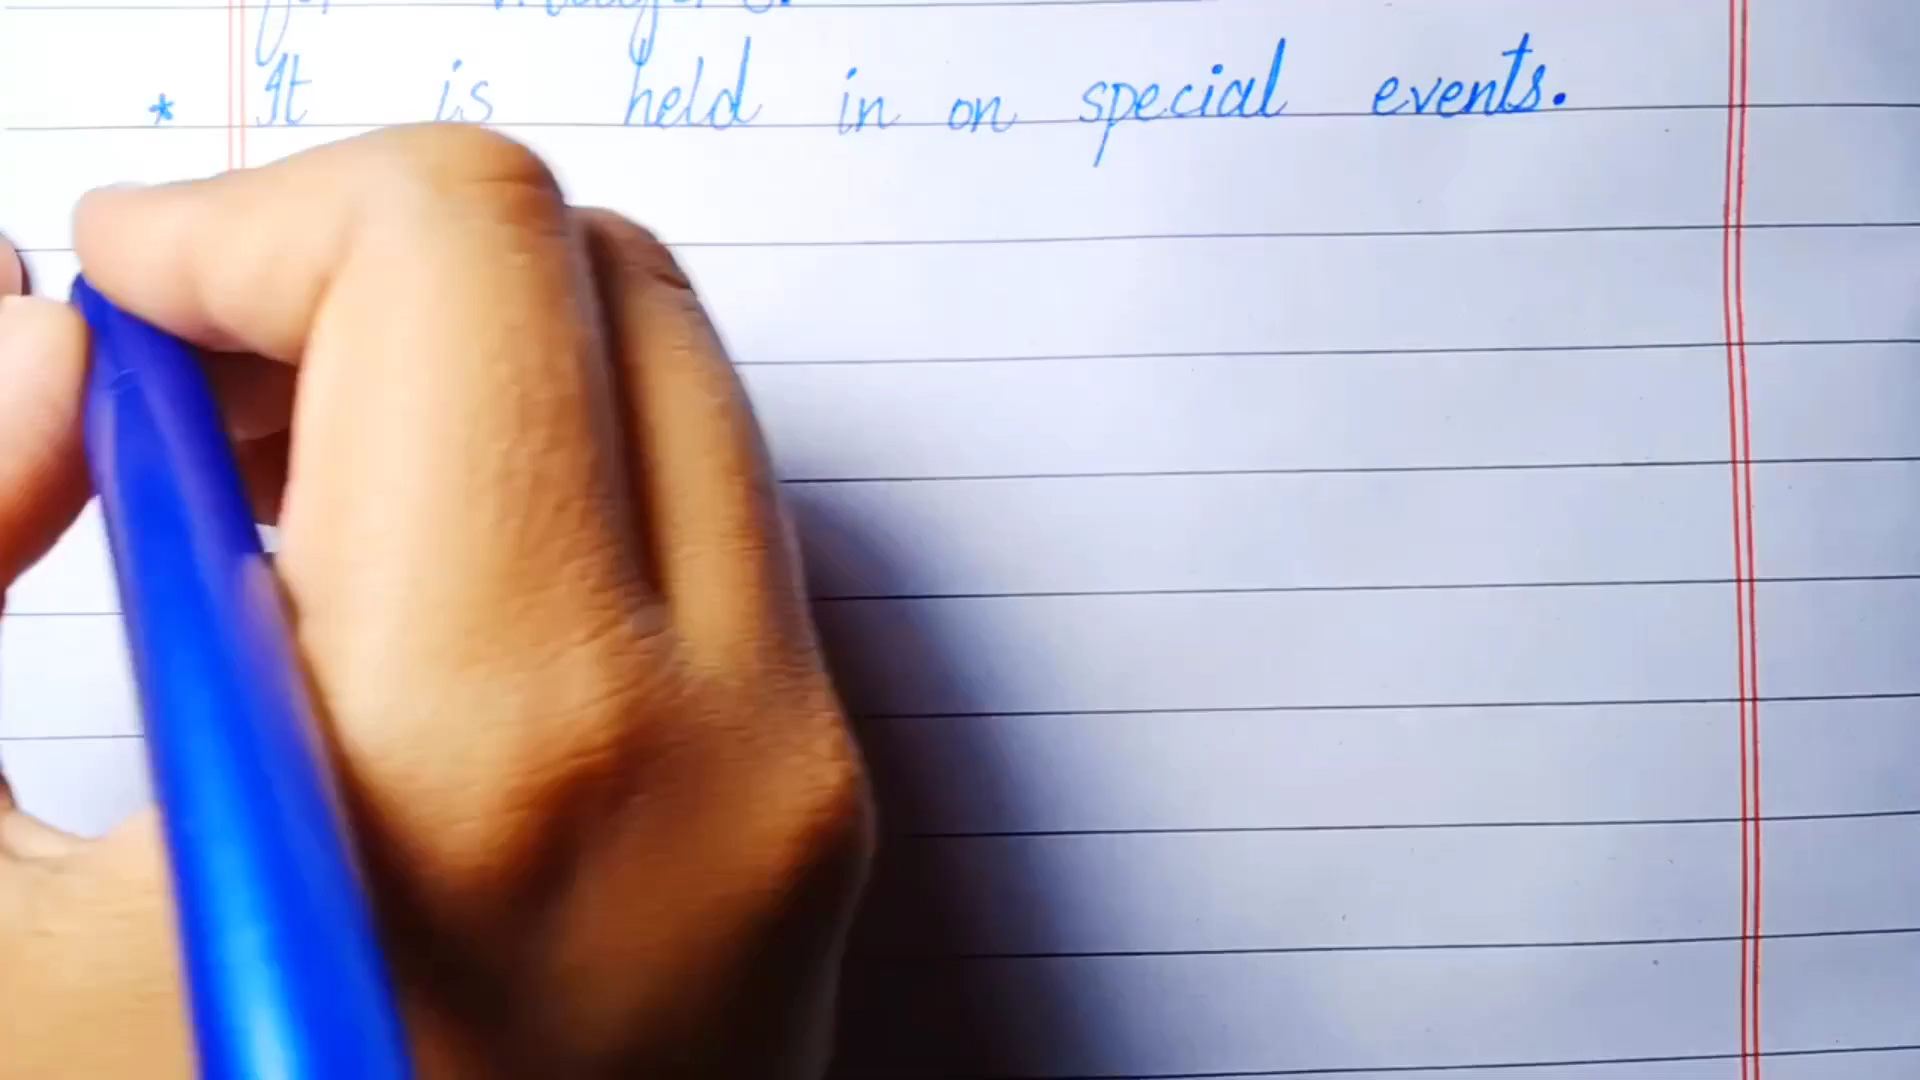 * It is held in on special events.